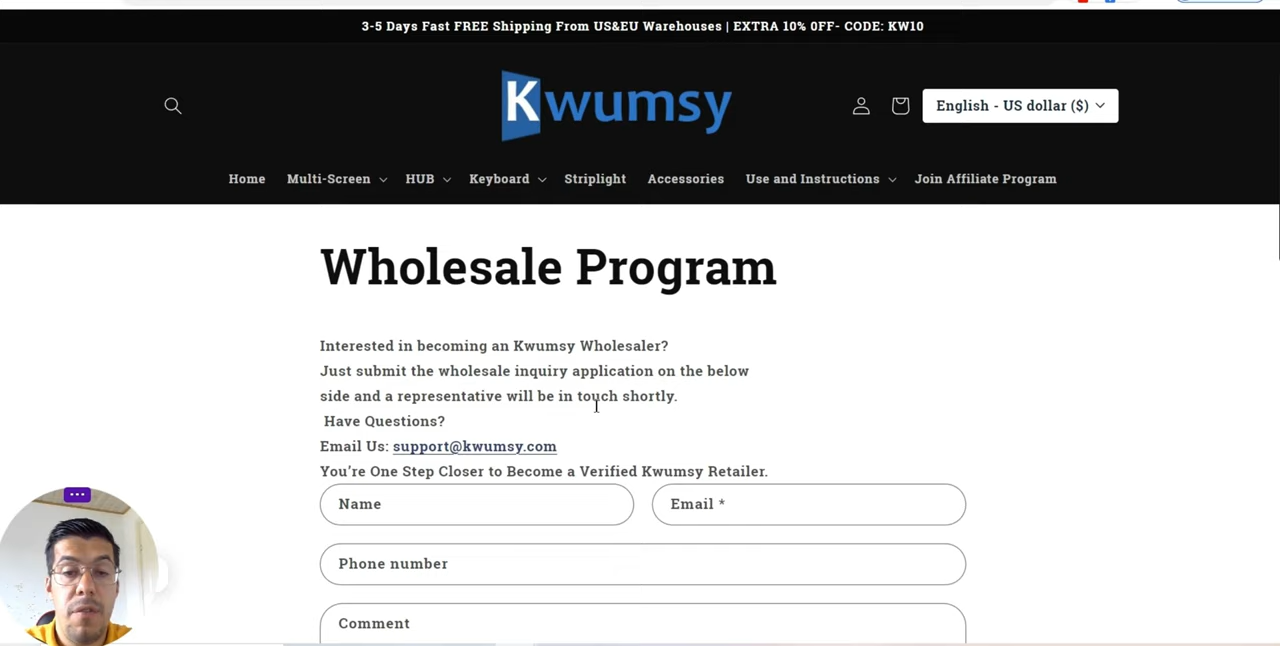 3-5 Days Fast FREE Shipping From US&EU Warehouses | EXTRA 10% OFF- CODE: KW10
Kwumsy
English - US dollar ($)
Home Multi-Screen HUB Keyboard Striplight Accessories Use and Instructions Join Affiliate Program
Wholesale Program
Interested in becoming an Kwumsy Wholesaler?
Just submit the wholesale inquiry application on the below
side and a representative will be in touch shortly.
Have Questions?
Email Us: support@kwumsy.com
You're One Step Closer to Become a Verified Kwumsy Retailer.
Name Email *
Phone number
Comment